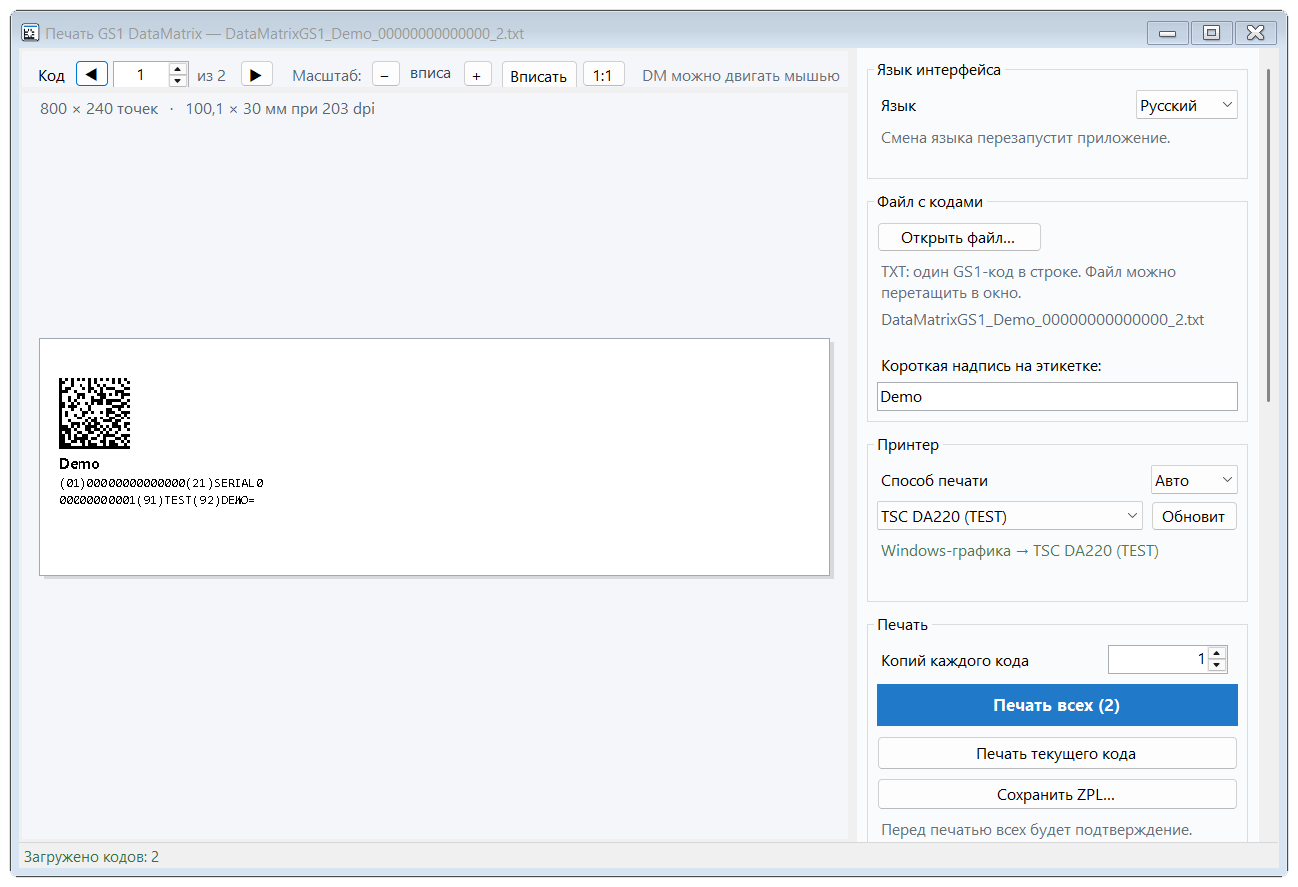 Печать GS1 DataMatrix — DataMatrixGS1_Demo_00000000000000_2.txt
Код ◀ 1 из 2 ▶ Масштаб: – вписа + Вписать 1:1 DM можно двигать мышью
800 × 240 точек · 100,1 × 30 мм при 203 dpi
Demo
(01)00000000000000(21)SERIAL0
00000000001(91)TEST(92)DEMO=
Язык интерфейса
Язык Русский
Смена языка перезапустит приложение.
Файл с кодами
Открыть файл...
TXT: один GS1-код в строке. Файл можно
перетащить в окно.
DataMatrixGS1_Demo_00000000000000_2.txt
Короткая надпись на этикетке:
Demo
Принтер
Способ печати Авто
TSC DA220 (TEST) Обновит
Windows-графика → TSC DA220 (TEST)
Печать
Копий каждого кода 1
Печать всех (2)
Печать текущего кода
Сохранить ZPL...
Перед печатью всех будет подтверждение.
Загружено кодов: 2